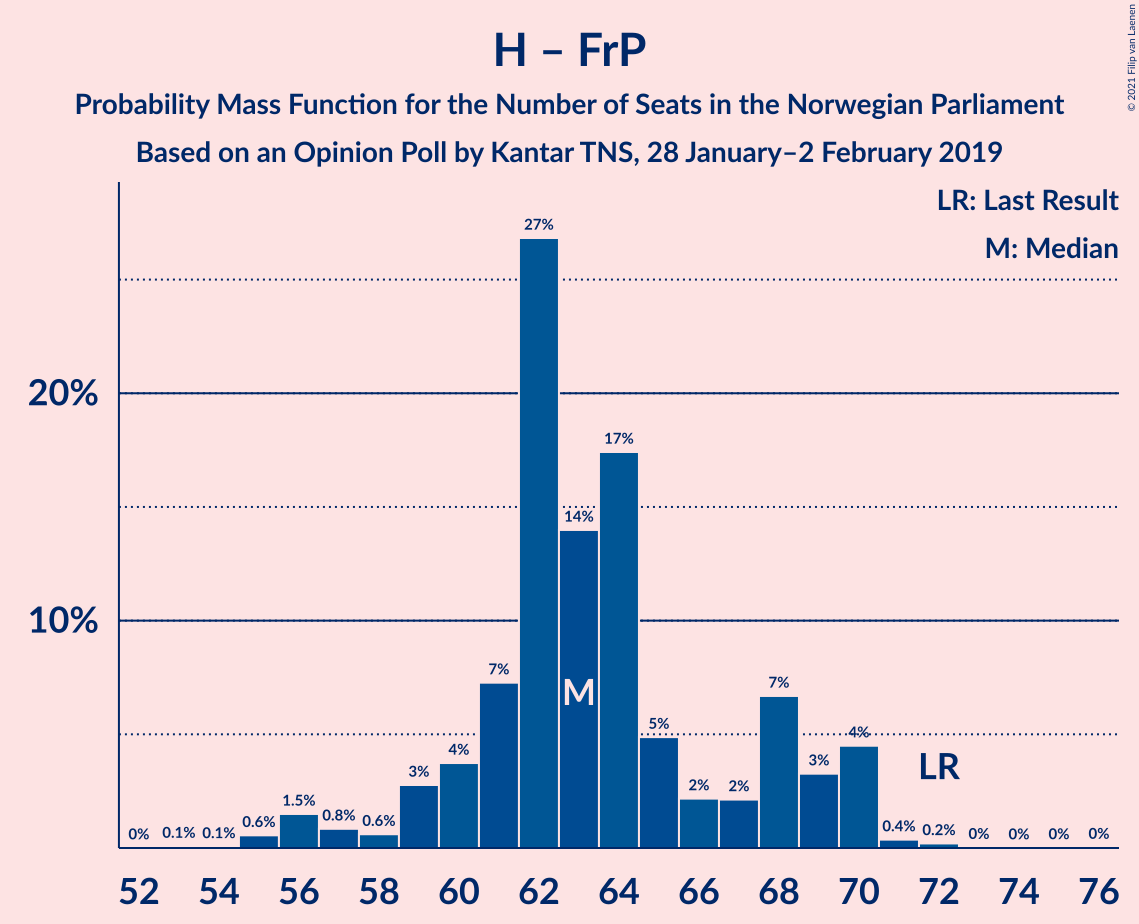 © 2021 Filip van Laenen
H – FrP
Probability Mass Function for the Number of Seats in the Norwegian Parliament
Based on an Opinion Poll by Kantar TNS, 28 January–2 February 2019
LR: Last Result
M: Median
20%
10%
0% 0.1% 0.1% 0.6% 1.5% 0.8% 0.6% 3% 4% 7% 27% 14% 17% 5% 2% 2% 7% 3% 4% 0.4% 0.2% 0% 0% 0% 0%
M
LR
52 54 56 58 60 62 64 66 68 70 72 74 76